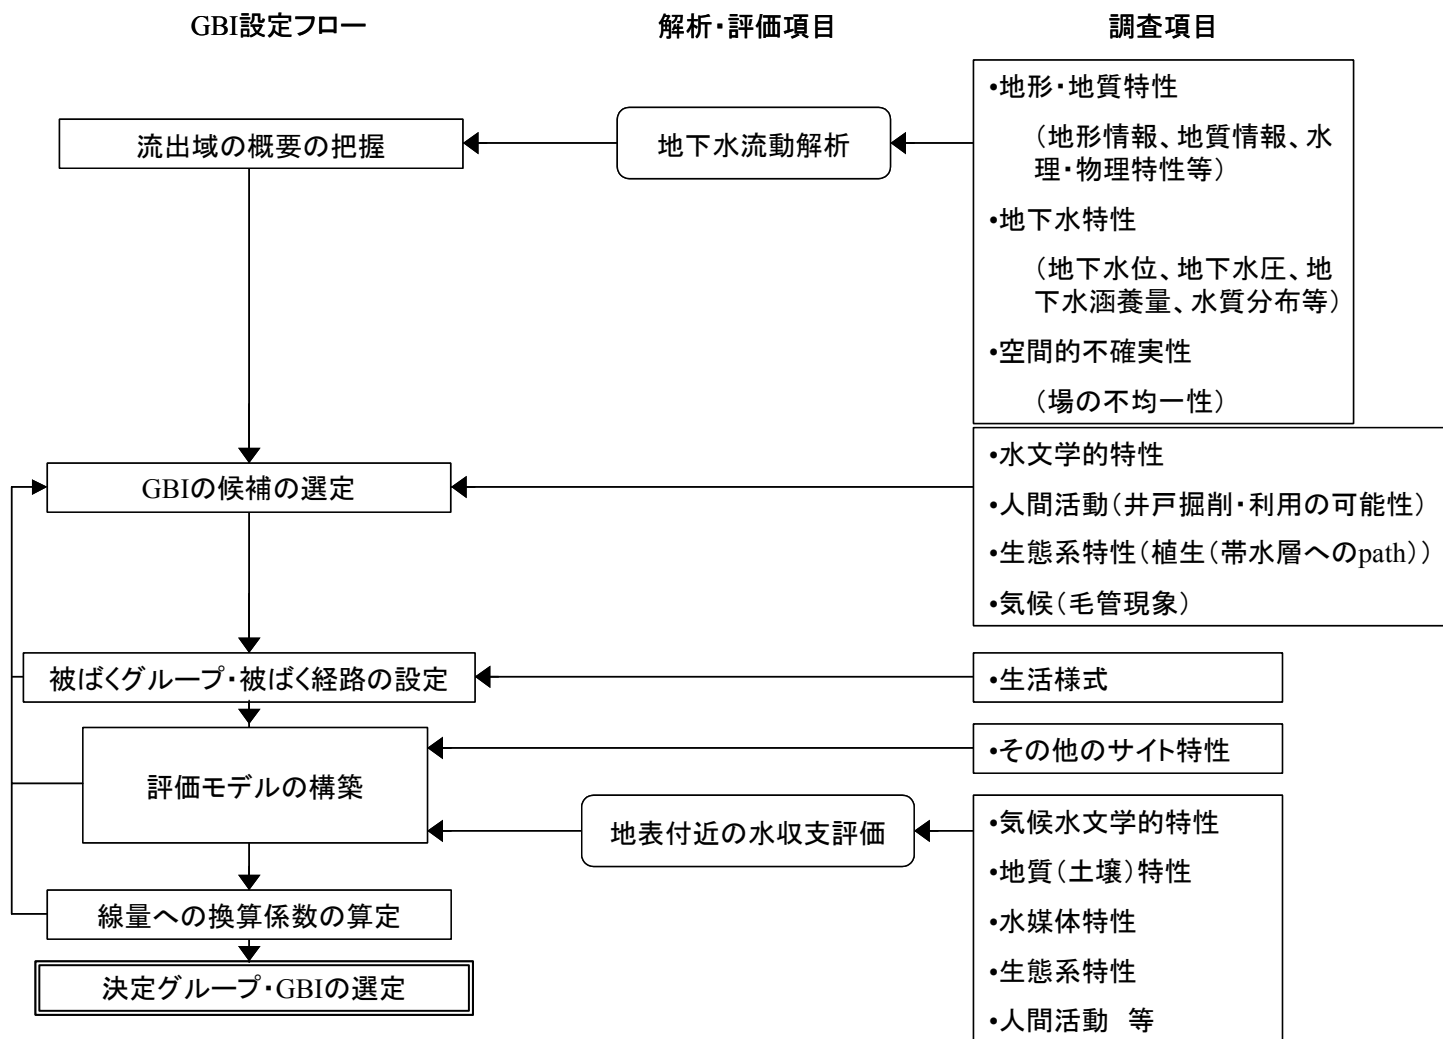 GBI設定フロー
解析・評価項目
調査項目
流出域の概要の把握
地下水流動解析
•地形・地質特性
（地形情報、地質情報、水
理・物理特性等）
•地下水特性
（地下水位、地下水圧、地
下水涵養量、水質分布等）
•空間的不確実性
（場の不均一性）
GBIの候補の選定
•水文学的特性
•人間活動（井戸掘削・利用の可能性）
•生態系特性（植生（帯水層へのpath））
•気候（毛管現象）
被ばくグループ・被ばく経路の設定
•生活様式
評価モデルの構築
•その他のサイト特性
地表付近の水収支評価
•気候水文学的特性
•地質（土壌）特性
•水媒体特性
•生態系特性
•人間活動　等
線量への換算係数の算定
決定グループ・GBIの選定